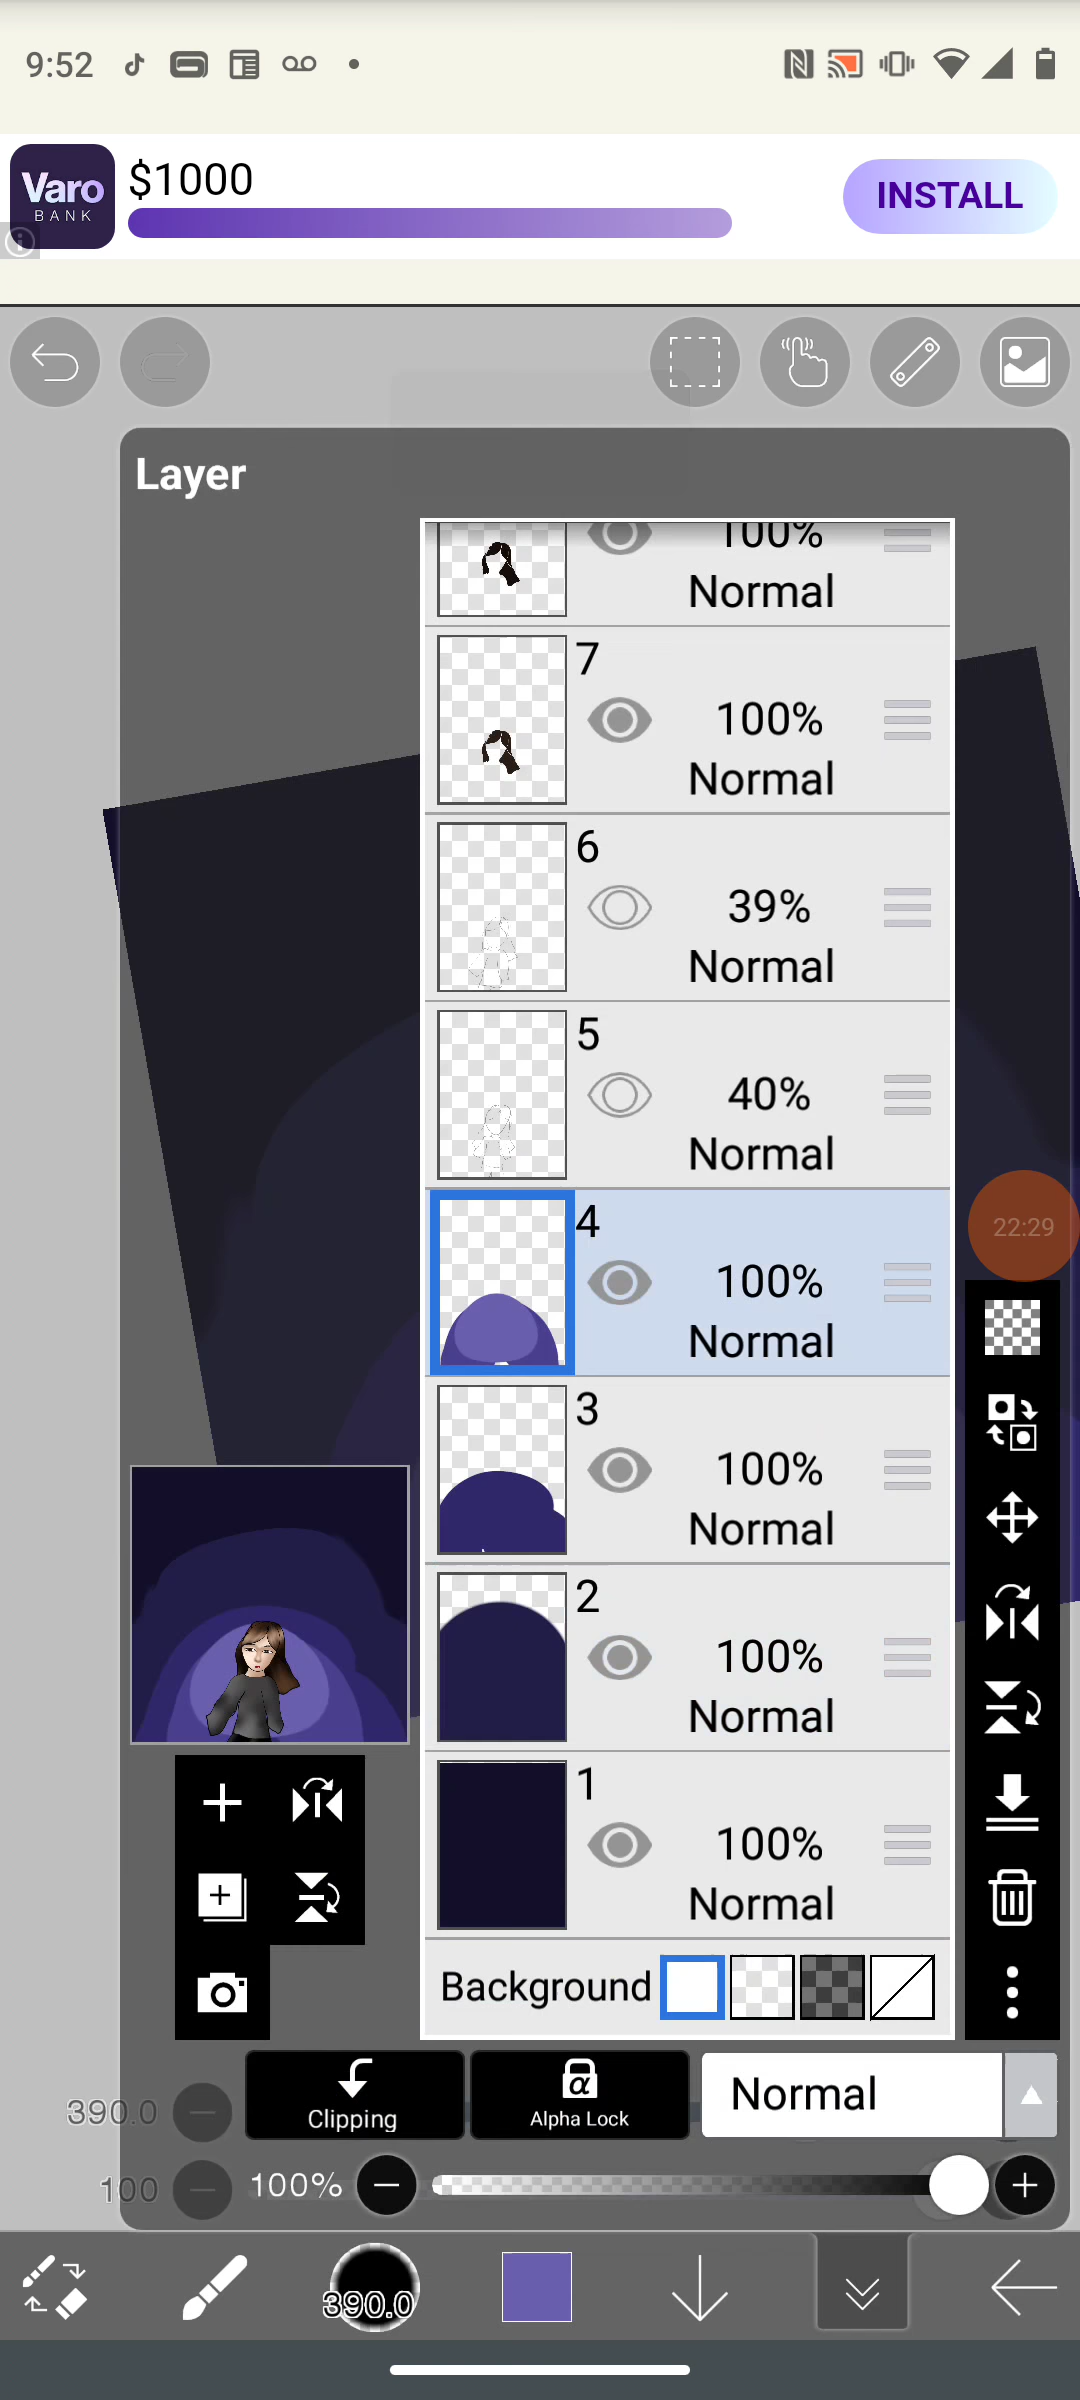 9:52
Varo
BANK
$1000
INSTALL
Layer
100%
Normal
7
100%
Normal
6
39%
Normal
5
40%
Normal
4
100%
Normal
22:29
3
100%
Normal
2
100%
Normal
1
100%
Normal
Background
390.0
Clipping
α
Alpha Lock
Normal
100
100%
390.0